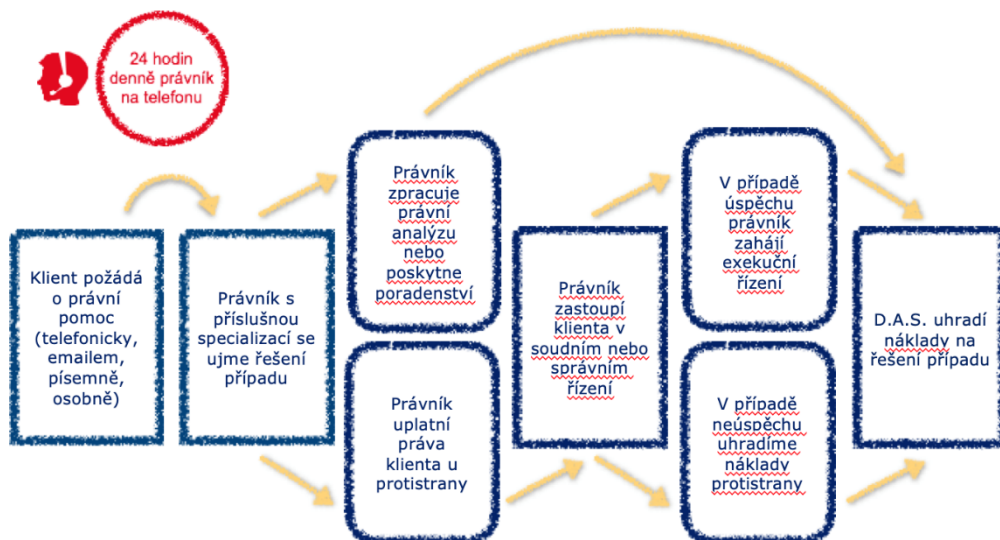 24 hodin
denně právník
na telefonu
Klient požádá
o právní
pomoc
(telefonicky,
emailem,
písemně,
osobně)
Právník s
příslušnou
specializací se
ujme řešení
případu
Právník
zpracuje
právní
analýzu
nebo
poskytne
poradenství
Právník
uplatní
práva
klienta u
protistrany
Právník
zastoupí
klienta v
soudním nebo
správním
řízení
V případě
úspěchu
právník
zahájí
exekuční
řízení
V případě
neúspěchu
uhradíme
náklady
protistrany
D.A.S. uhradí
náklady na
řešení případu